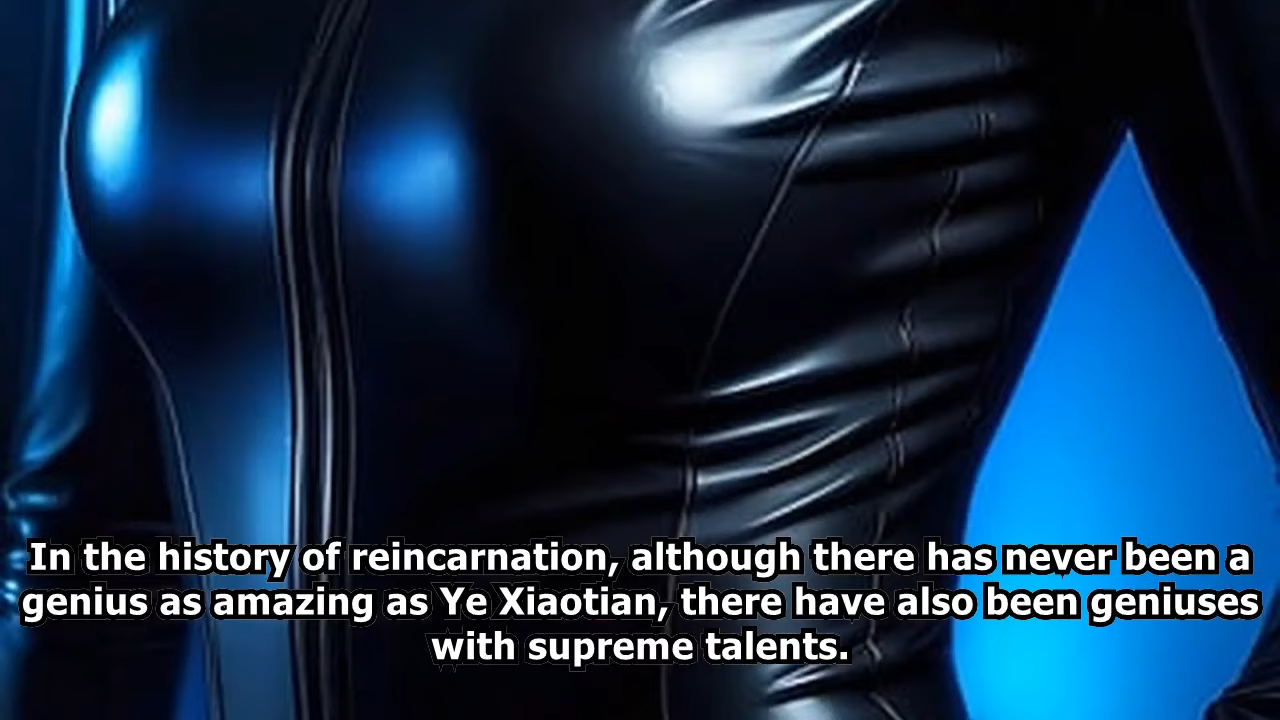 In the history of reincarnation, although there has never been a
genius as amazing as Ye Xiaotian, there have also been geniuses
with supreme talents.